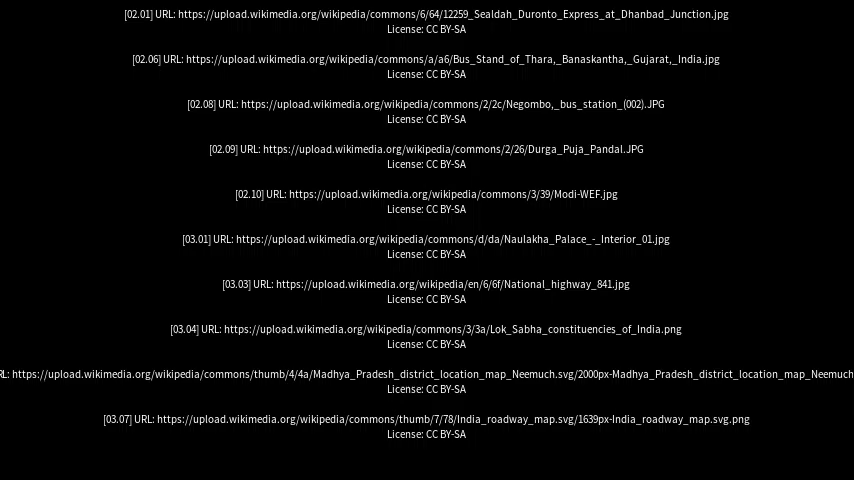 [02.01] URL: https://upload.wikimedia.org/wikipedia/commons/6/64/12259_Sealdah_Duronto_Express_at_Dhanbad_Junction.jpg
License: CC BY-SA
[02.06] URL: https://upload.wikimedia.org/wikipedia/commons/a/a6/Bus_Stand_of_Thara,_Banaskantha,_Gujarat,_India.jpg
License: CC BY-SA
[02.08] URL: https://upload.wikimedia.org/wikipedia/commons/2/2c/Negombo,_bus_station_(002).JPG
License: CC BY-SA
[02.09] URL: https://upload.wikimedia.org/wikipedia/commons/2/26/Durga_Puja_Pandal.JPG
License: CC BY-SA
[02.10] URL: https://upload.wikimedia.org/wikipedia/commons/3/39/Modi-WEF.jpg
License: CC BY-SA
[03.01] URL: https://upload.wikimedia.org/wikipedia/commons/d/da/Naulakha_Palace_-_Interior_01.jpg
License: CC BY-SA
[03.03] URL: https://upload.wikimedia.org/wikipedia/en/6/6f/National_highway_841.jpg
License: CC BY-SA
[03.04] URL: https://upload.wikimedia.org/wikipedia/commons/3/3a/Lok_Sabha_constituencies_of_India.png
License: CC BY-SA
RL: https://upload.wikimedia.org/wikipedia/commons/thumb/4/4a/Madhya_Pradesh_district_location_map_Neemuch.svg/2000px-Madhya_Pradesh_district_location_map_Neemuch
License: CC BY-SA
[03.07] URL: https://upload.wikimedia.org/wikipedia/commons/thumb/7/78/India_roadway_map.svg/1639px-India_roadway_map.svg.png
License: CC BY-SA